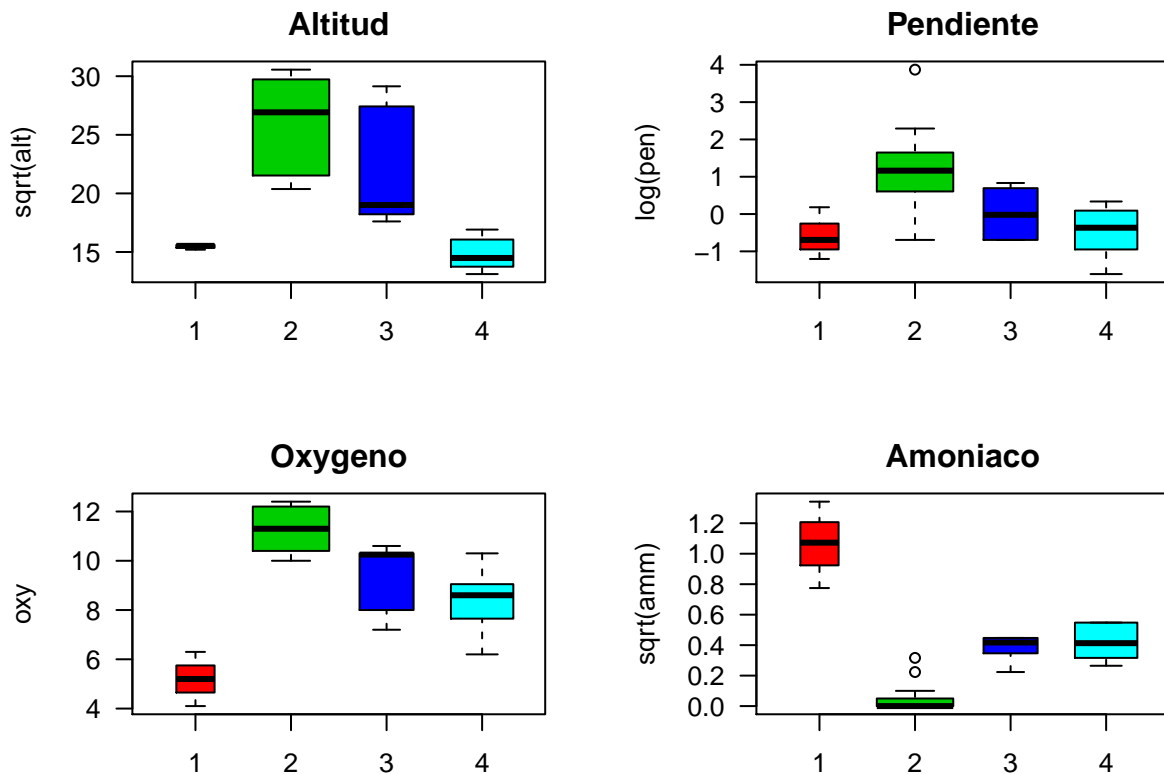 Altitud
sqrt(alt)
30
25
20
15
1 2 3 4
Pendiente
log(pen)
4
3
2
1
0
−1
1 2 3 4
Oxygeno
oxy
12
10
8
6
4
1 2 3 4
Amoniaco
sqrt(amm)
1.2
1.0
0.8
0.6
0.4
0.2
0.0
1 2 3 4